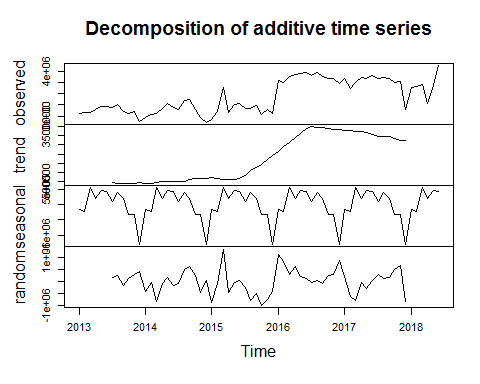 Decomposition of additive time series
observed
4e+06
trend
seasonal
random
1e+06
-1e+06
2013 2014 2015 2016 2017 2018
Time